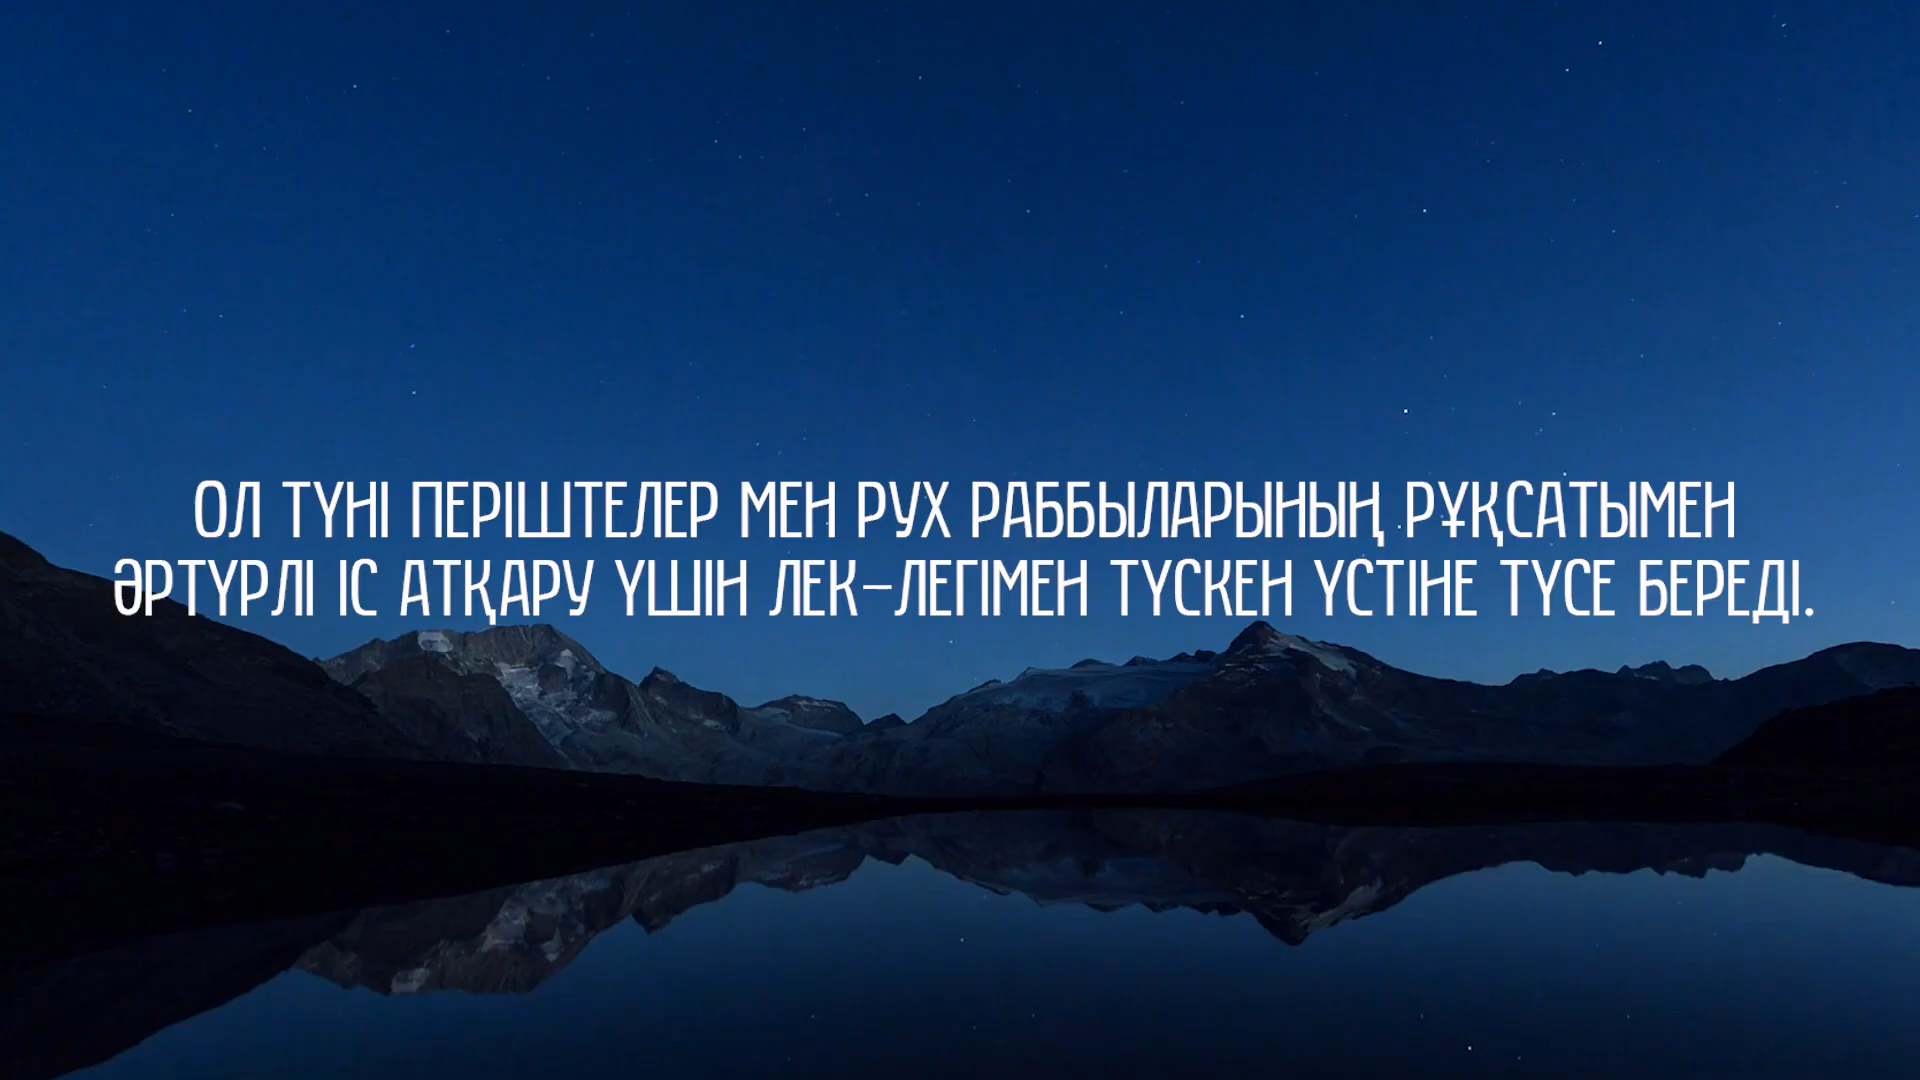 ОЛ ТҮНІ ПЕРІШТЕЛЕР МЕН РУХ РАББЫЛАРЫНЫҢ РҰҚСАТЫМЕН
ӘРТҮРЛІ ІС АТҚАРУ ҮШІН ЛЕК-ЛЕГІМЕН ТҮСКЕН ҮСТІНЕ ТҮСЕ БЕРЕДІ.